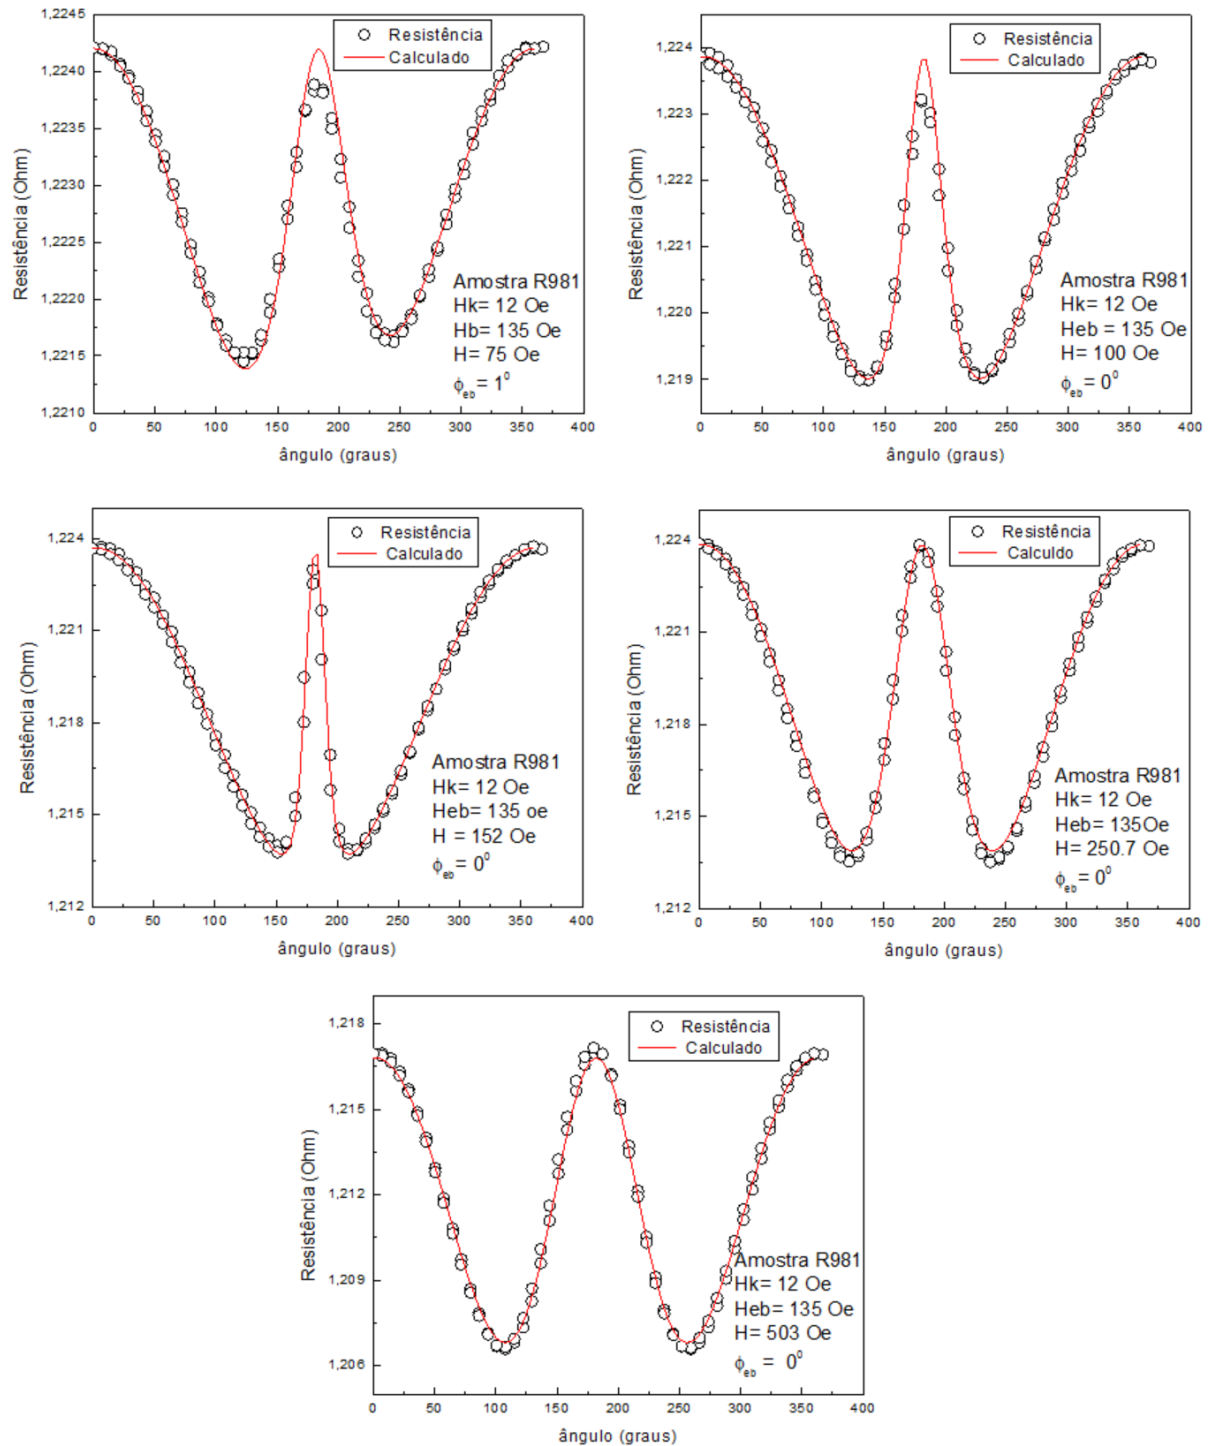 1,2245
1,2240
1,2235
1,2230
1,2225
1,2220
1,2215
1,2210
Resistência (Ohm)
0 50 100 150 200 250 300 350 400
ângulo (graus)
Resistência
Calculado
Amostra R981
Hk= 12 Oe
Hb= 135 Oe
H= 75 Oe
ϕeb= 1⁰
1,224
1,223
1,222
1,221
1,220
1,219
Resistência (Ohm)
0 50 100 150 200 250 300 350 400
ângulo (graus)
Resistência
Calculado
Amostra R981
Hk= 12 Oe
Heb= 135 Oe
H= 100 Oe
ϕeb= 0⁰
1,224
1,221
1,218
1,215
1,212
Resistência (Ohm)
0 50 100 150 200 250 300 350 400
ângulo (graus)
Resistência
Calculado
Amostra R981
Hk= 12 Oe
Heb= 135 oe
H = 152 Oe
ϕeb= 0⁰
1,224
1,221
1,218
1,215
1,212
Resistência (Ohm)
0 50 100 150 200 250 300 350 400
ângulo (graus)
Resistência
Calculdo
Amostra R981
Hk= 12 Oe
Heb= 135Oe
H= 250.7 Oe
ϕeb= 0⁰
1,218
1,215
1,212
1,209
1,206
Resistência (Ohm)
0 50 100 150 200 250 300 350 400
ângulo (graus)
Resistência
Calculado
Amostra R981
Hk= 12 Oe
Heb= 135 Oe
H= 503 Oe
ϕeb = 0⁰